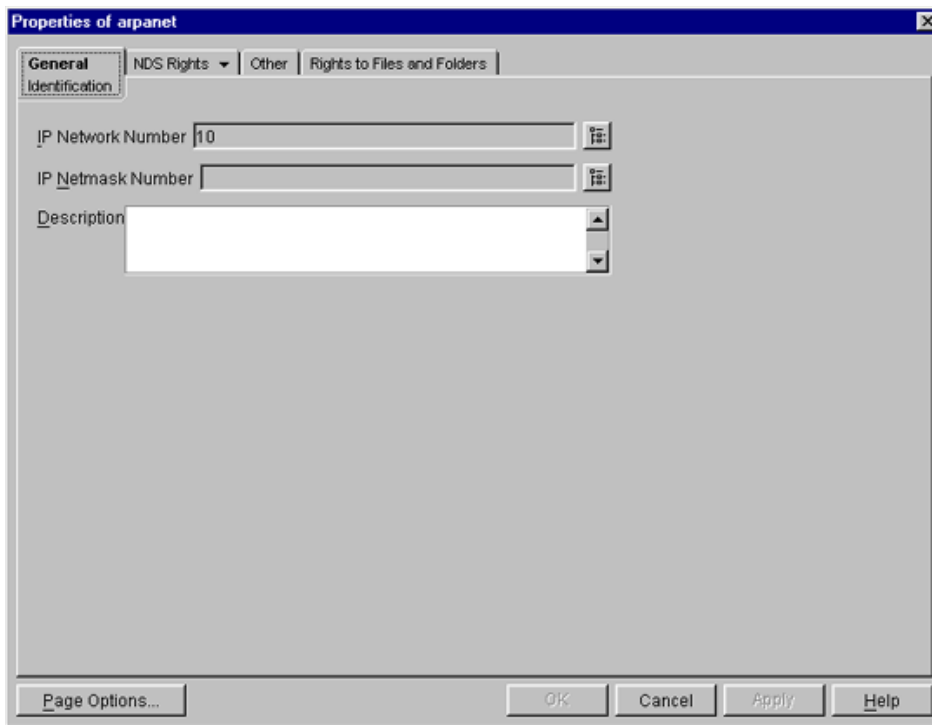 Properties of arpanet
General NDS Rights Other Rights to Files and Folders
Identification
IP Network Number 10
IP Netmask Number
Description
Page Options... OK Cancel Apply Help